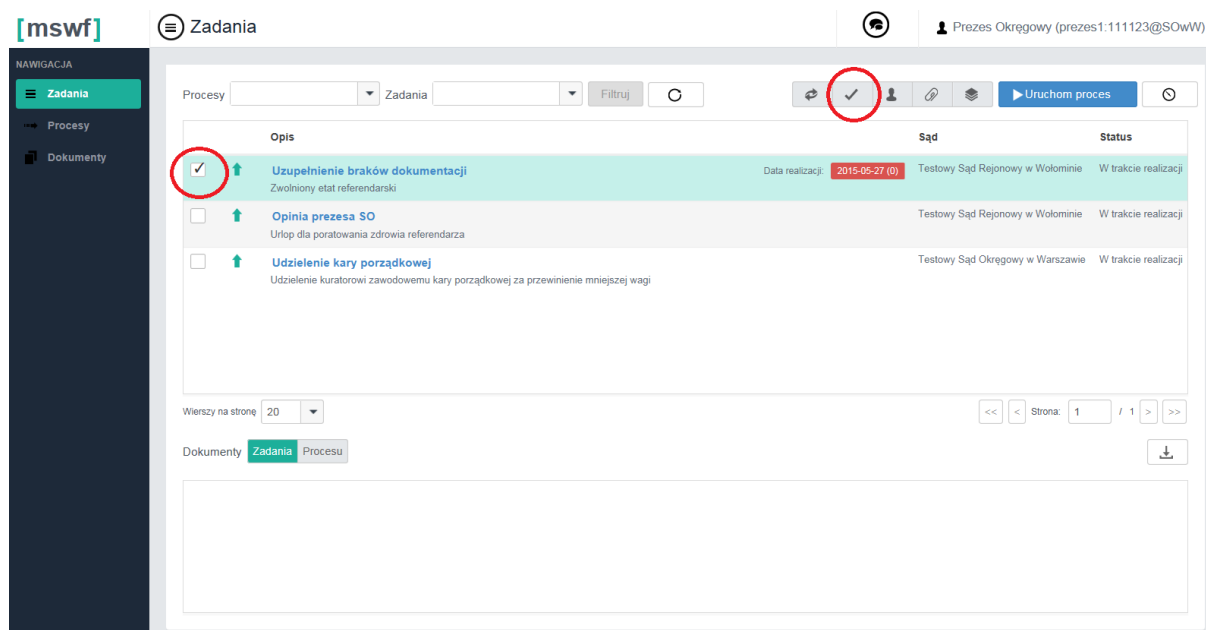 [mswf]
Zadania
Prezes Okręgowy (prezes1:111123@SOwW)
NAWIGACJA
Zadania
Procesy
Dokumenty
Procesy Zadania Filtruj Uruchom proces
Opis Sąd Status
Uzupełnienie braków dokumentacji Data realizacji: 2015-05-27 (0) Testowy Sąd Rejonowy w Wołominie W trakcie realizacji
Zwolniony etat referendarski
Opinia prezesa SO Testowy Sąd Rejonowy w Wołominie W trakcie realizacji
Urlop dla poratowania zdrowia referendarza
Udzielenie kary porządkowej Testowy Sąd Okręgowy w Warszawie W trakcie realizacji
Udzielenie kuratorowi zawodowemu kary porządkowej za przewinienie mniejszej wagi
Wierszy na stronę 20 << < Strona: 1 / 1 > >>
Dokumenty Zadania Procesu